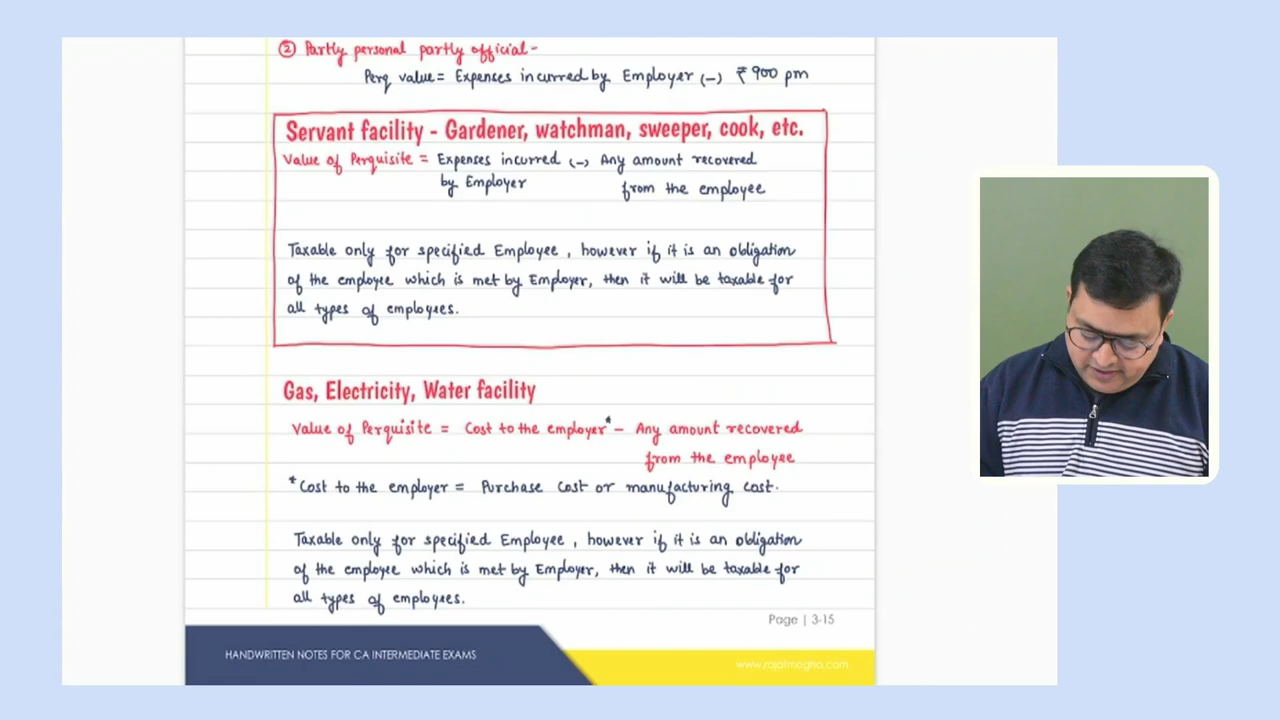 ② Partly personal partly official-
Perq value = Expenses incurred by Employer (-) ₹900 pm
Servant facility - Gardener, watchman, sweeper, cook, etc.
Value of Perquisite = Expenses incurred (-) Any amount recovered
by Employer from the employee
Taxable only for specified Employee, however if it is an obligation
of the employee which is met by Employer, then it will be taxable for
all types of employees.
Gas, Electricity, Water facility
Value of Perquisite = Cost to the employer* - Any amount recovered
from the employee
*Cost to the employer = Purchase cost or manufacturing cost.
Taxable only for specified Employee, however if it is an obligation
of the employee which is met by Employer, then it will be taxable for
all types of employees.
Page | 3-15
HANDWRITTEN NOTES FOR CA INTERMEDIATE EXAMS
www.rajatmogha.com